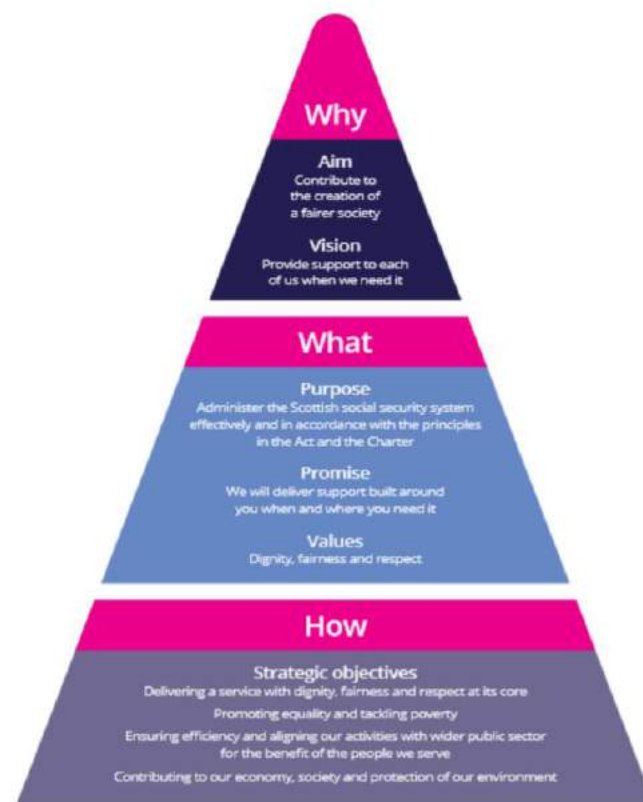 Why
Aim
Contribute to
the creation of
a fairer society
Vision
Provide support to each
of us when we need it
What
Purpose
Administer the Scottish social security system
effectively and in accordance with the principles
in the Act and the Charter
Promise
We will deliver support built around
you when and where you need it
Values
Dignity, fairness and respect
How
Strategic objectives
Delivering a service with dignity, fairness and respect at its core
Promoting equality and tackling poverty
Ensuring efficiency and aligning our activities with wider public sector
for the benefit of the people we serve
Contributing to our economy, society and protection of our environment